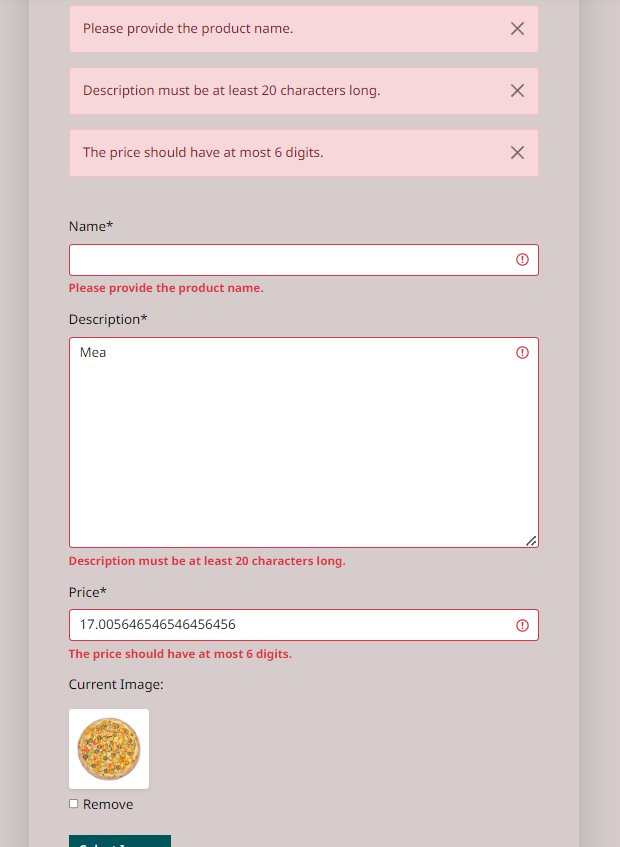 Please provide the product name.
Description must be at least 20 characters long.
The price should have at most 6 digits.
Name*
Please provide the product name.
Description*
Mea
Description must be at least 20 characters long.
Price*
17.005646546546456456
The price should have at most 6 digits.
Current Image:
Remove